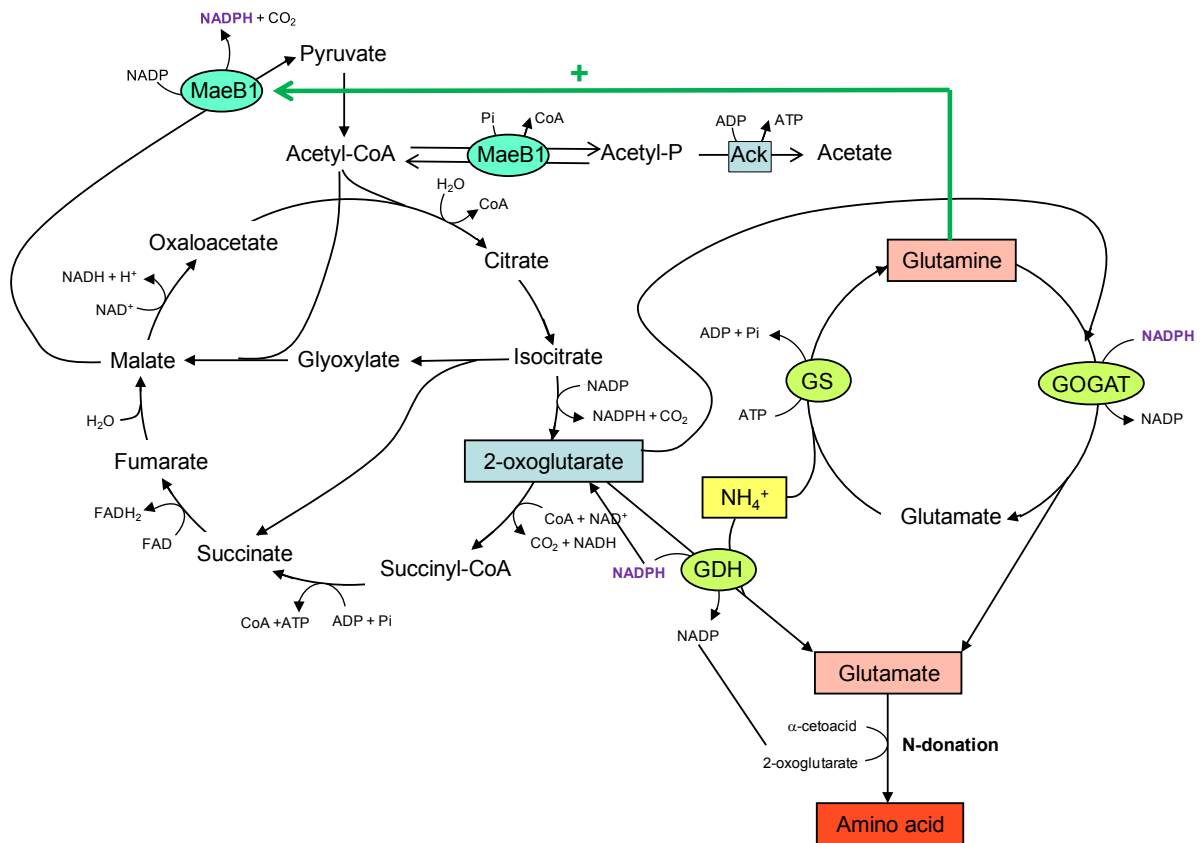 NADPH + CO₂
Pyruvate
+
NADP
MaeB1
Pi
CoA
ADP
ATP
Acetyl-CoA
MaeB1
Acetyl-P
Ack
Acetate
H₂O
CoA
Oxaloacetate
Citrate
Glutamine
NADH + H⁺
NAD⁺
ADP + Pi
NADPH
Malate
Glyoxylate
Isocitrate
GS
GOGAT
NADP
NADPH + CO₂
ATP
NADP
H₂O
Fumarate
2-oxoglutarate
NH₄⁺
FADH₂
CoA + NAD⁺
Glutamate
FAD
CO₂ + NADH
Succinate
Succinyl-CoA
NADPH
GDH
CoA +ATP
ADP + Pi
NADP
Glutamate
α-cetoacid
N-donation
2-oxoglutarate
Amino acid